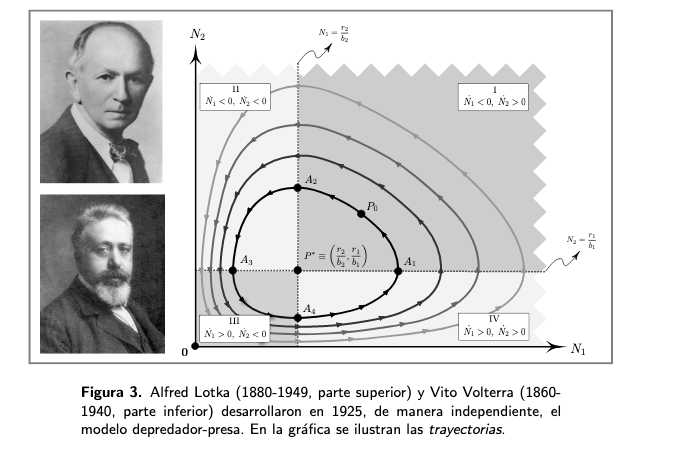 N₂
N₁ = r₂/b₂
II
Ṅ₁ < 0, Ṅ₂ < 0
I
Ṅ₁ < 0, Ṅ₂ > 0
A₂
P₀
N₂ = r₁/b₁
A₃
P* ≡ (r₂/b₂, r₁/b₁)
A₁
A₄
III
Ṅ₁ > 0, Ṅ₂ < 0
IV
Ṅ₁ > 0, Ṅ₂ > 0
0
N₁
Figura 3. Alfred Lotka (1880-1949, parte superior) y Vito Volterra (1860-
1940, parte inferior) desarrollaron en 1925, de manera independiente, el
modelo depredador-presa. En la gráfica se ilustran las trayectorias.